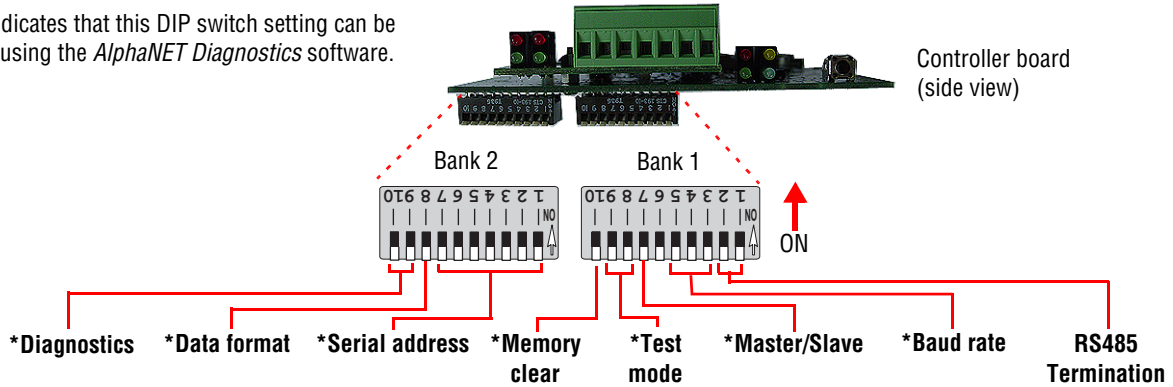 dicates that this DIP switch setting can be
using the AlphaNET Diagnostics software.
Controller board
(side view)
Bank 2
Bank 1
10 9 8 7 6 5 4 3 2 1
ON
10 9 8 7 6 5 4 3 2 1
ON
ON
*Diagnostics
*Data format
*Serial address
*Memory
clear
*Test
mode
*Master/Slave
*Baud rate
RS485
Termination